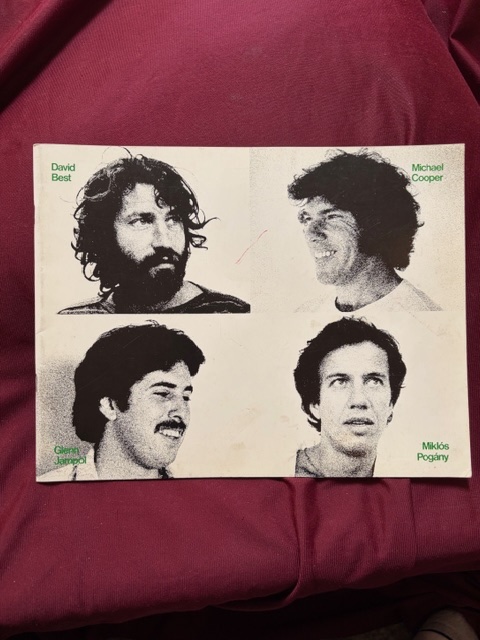 David
Best
Michael
Cooper
Glenn
Jampol
Miklós
Pogány